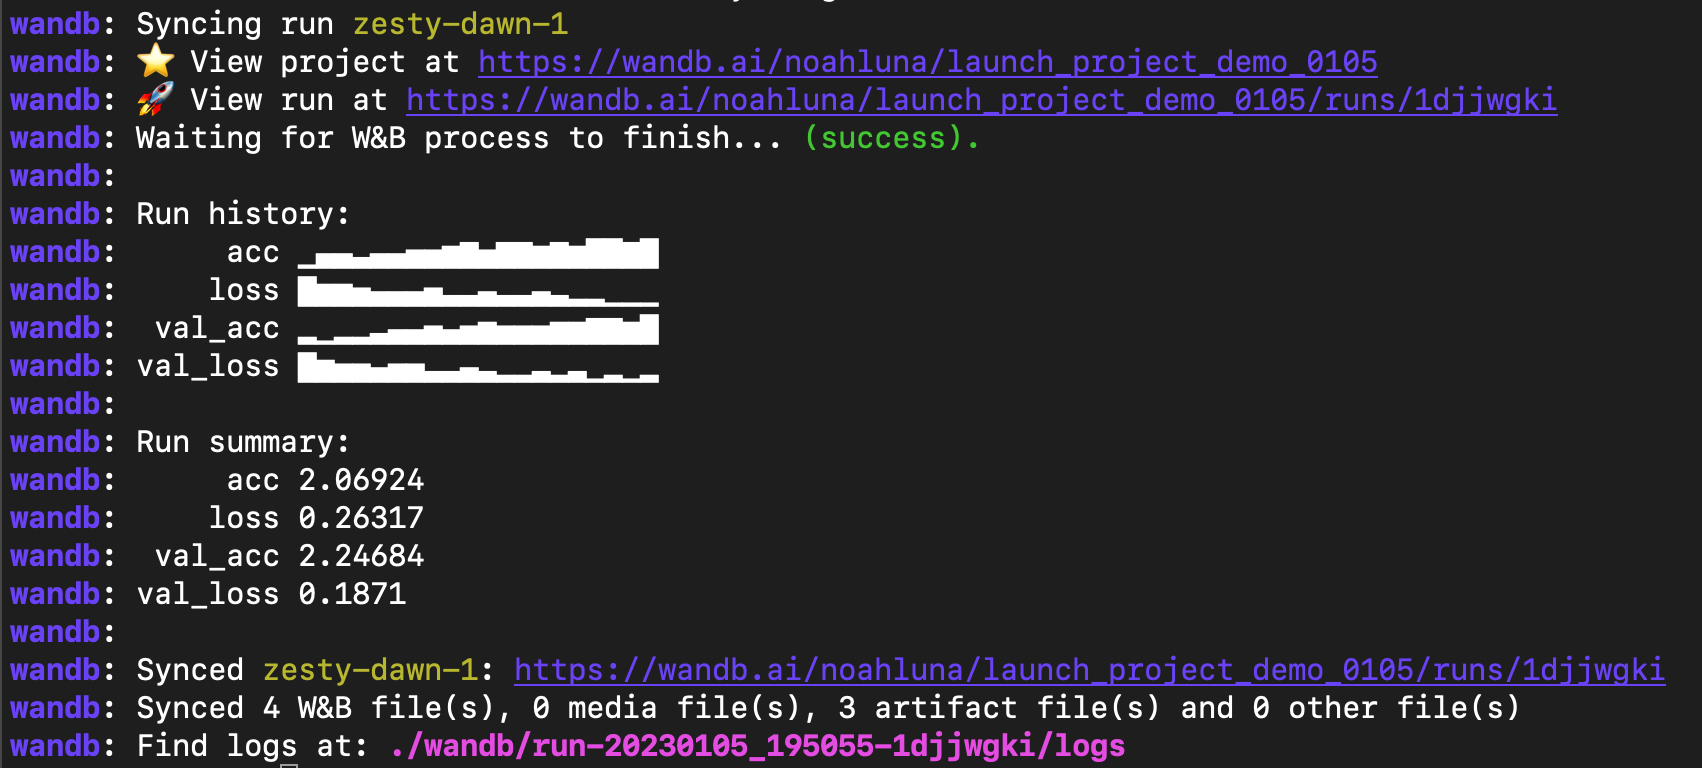 wandb: Syncing run zesty-dawn-1
wandb: ⭐ View project at https://wandb.ai/noahluna/launch_project_demo_0105
wandb: 🚀 View run at https://wandb.ai/noahluna/launch_project_demo_0105/runs/1djjwgki
wandb: Waiting for W&B process to finish... (success).
wandb:
wandb: Run history:
wandb: acc
wandb: loss
wandb: val_acc
wandb: val_loss
wandb:
wandb: Run summary:
wandb: acc 2.06924
wandb: loss 0.26317
wandb: val_acc 2.24684
wandb: val_loss 0.1871
wandb:
wandb: Synced zesty-dawn-1: https://wandb.ai/noahluna/launch_project_demo_0105/runs/1djjwgki
wandb: Synced 4 W&B file(s), 0 media file(s), 3 artifact file(s) and 0 other file(s)
wandb: Find logs at: ./wandb/run-20230105_195055-1djjwgki/logs